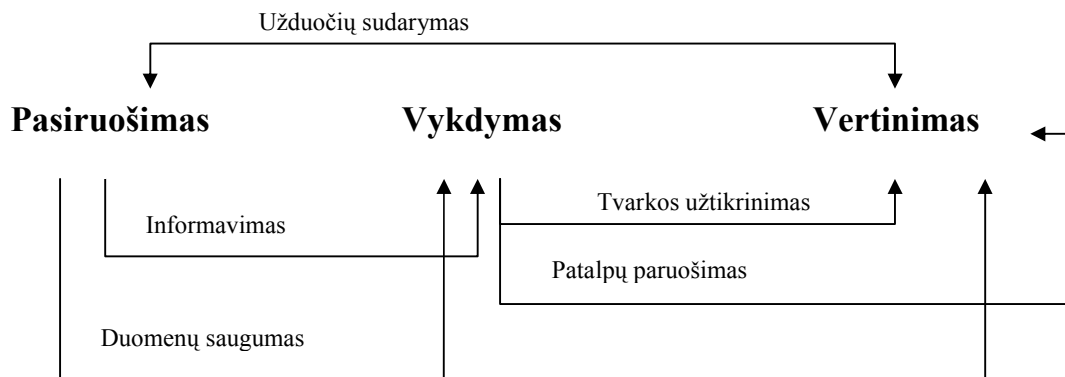 Užduočių sudarymas
Pasiruošimas Vykdymas Vertinimas
Tvarkos užtikrinimas
Informavimas
Patalpų paruošimas
Duomenų saugumas